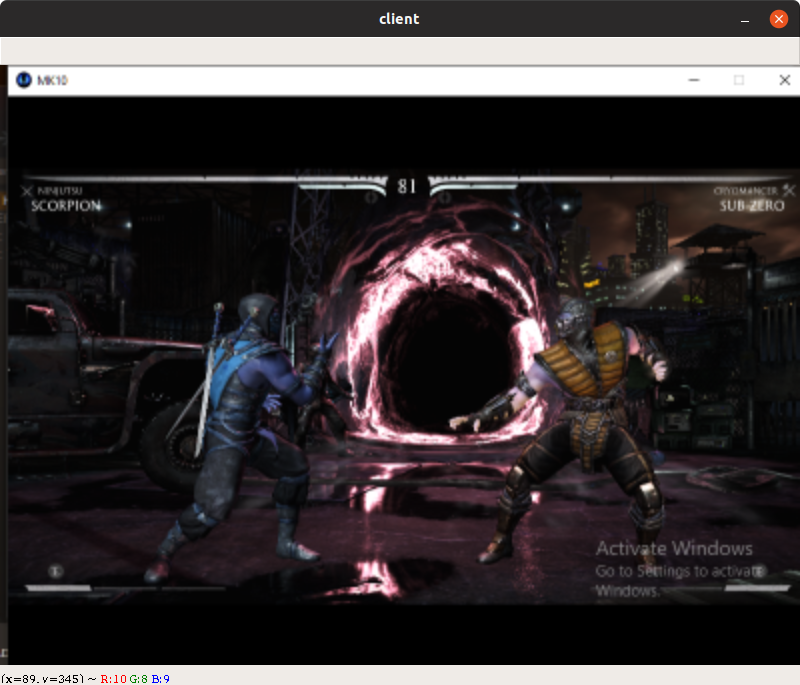 client
MK10
NINJUTSU
SCORPION
81
CRYOMANCER
SUB-ZERO
Activate Windows
Go to Settings to activate
Windows.
(x=89, y=345) ~ R:10 G:8 B:9